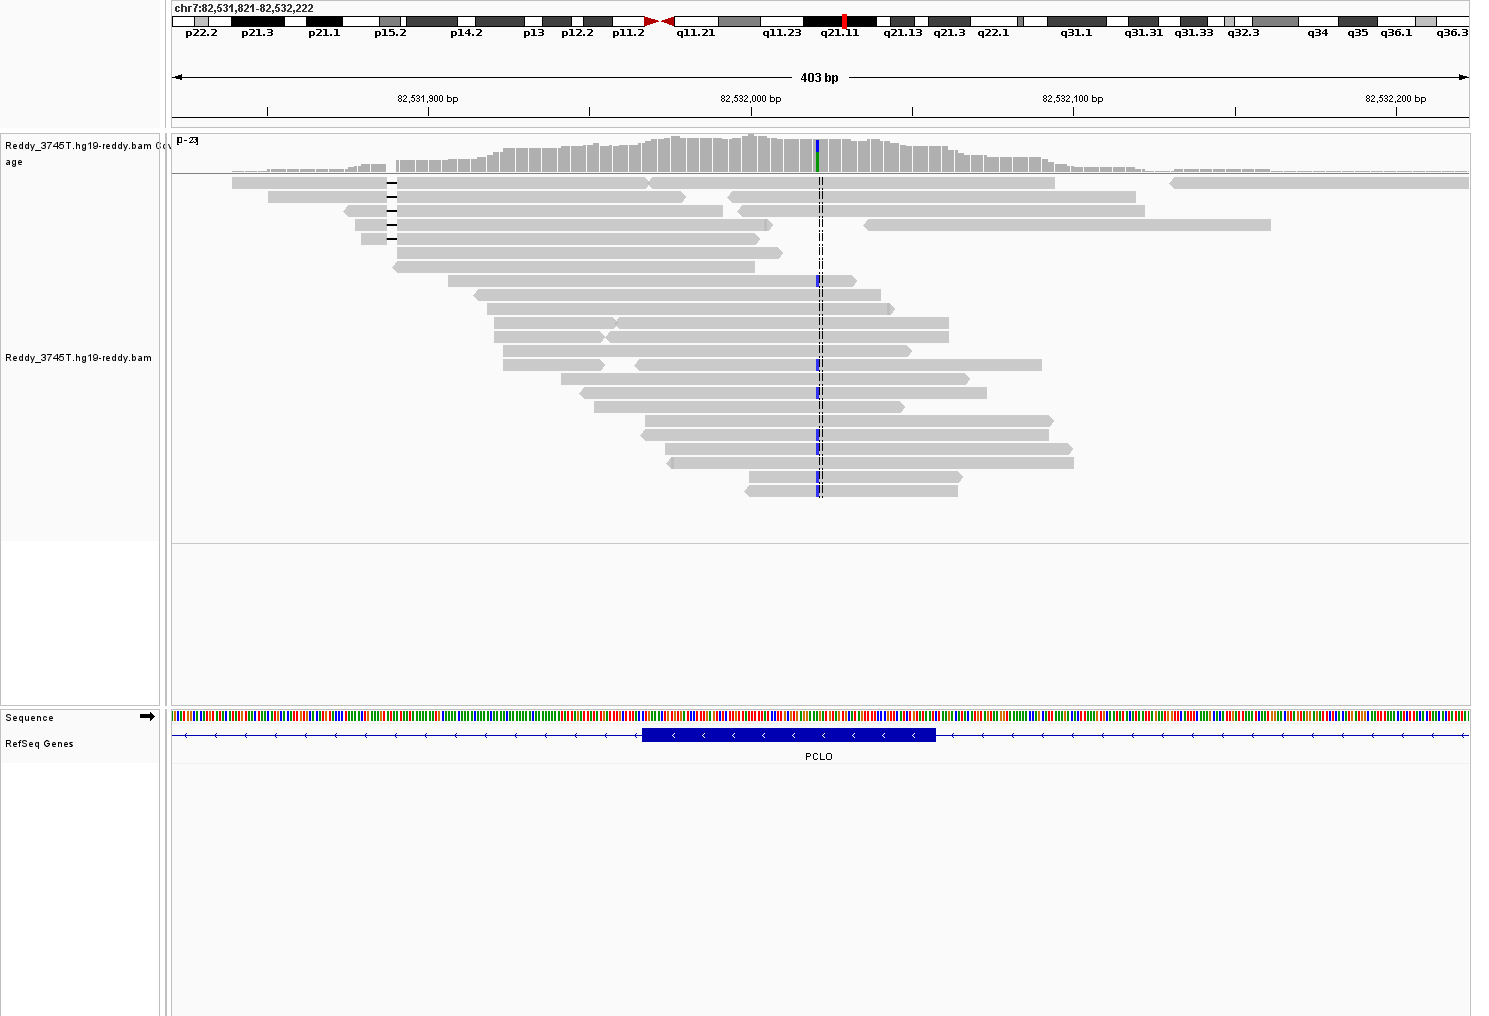 chr7:82,531,821-82,532,222
p22.2 p21.3 p21.1 p15.2 p14.2 p13 p12.2 p11.2 q11.21 q11.23 q21.11 q21.13 q21.3 q22.1 q31.1 q31.31 q31.33 q32.3 q34 q35 q36.1 q36.3
403 bp
82,531,900 bp 82,532,000 bp 82,532,100 bp 82,532,200 bp
Reddy_3745T.hg19-reddy.bam Cov
age
[0-23]
Reddy_3745T.hg19-reddy.bam
Sequence
RefSeq Genes
PCLO